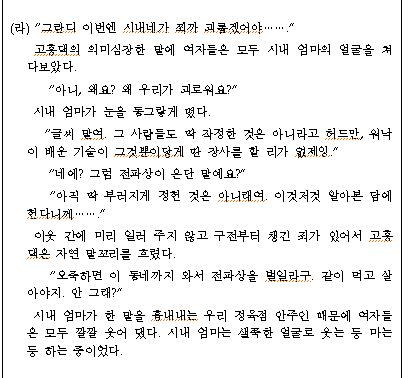 (라) "그란디 이번엔 시내네가 쬐까 괴롭겠어야……."
고흥댁의 의미심장한 말에 여자들은 모두 시내 엄마의 얼굴을 쳐
다보았다.
"아니, 왜요? 왜 우리가 괴로워요?"
시내 엄마가 눈을 동그랗게 떴다.
"글씨 말여. 그 사람들도 딱 작정한 것은 아니라고 허드만, 워낙
이 배운 기술이 그것뿐이당게 딴 장사를 할 리가 없제잉."
"네에? 그럼 전파상이 온단 말예요?"
"아직 딱 부러지게 정헌 것은 아니래여. 이것저것 알아본 담에
헌다니께……."
이웃 간에 미리 일러 주지 않고 구전부터 챙긴 죄가 있어서 고흥
댁은 자연 말꼬리를 흐렸다.
"오죽하면 이 동네까지 와서 전파상을 벌일라구. 같이 먹고 살
아야지. 안 그래?"
시내 엄마가 한 말을 흉내내는 우리 정육점 안주인 때문에 여자들
은 모두 깔깔 웃어 댔다. 시내 엄마는 샐쭉한 얼굴로 웃는 둥 마는
둥 하는 중이었다.